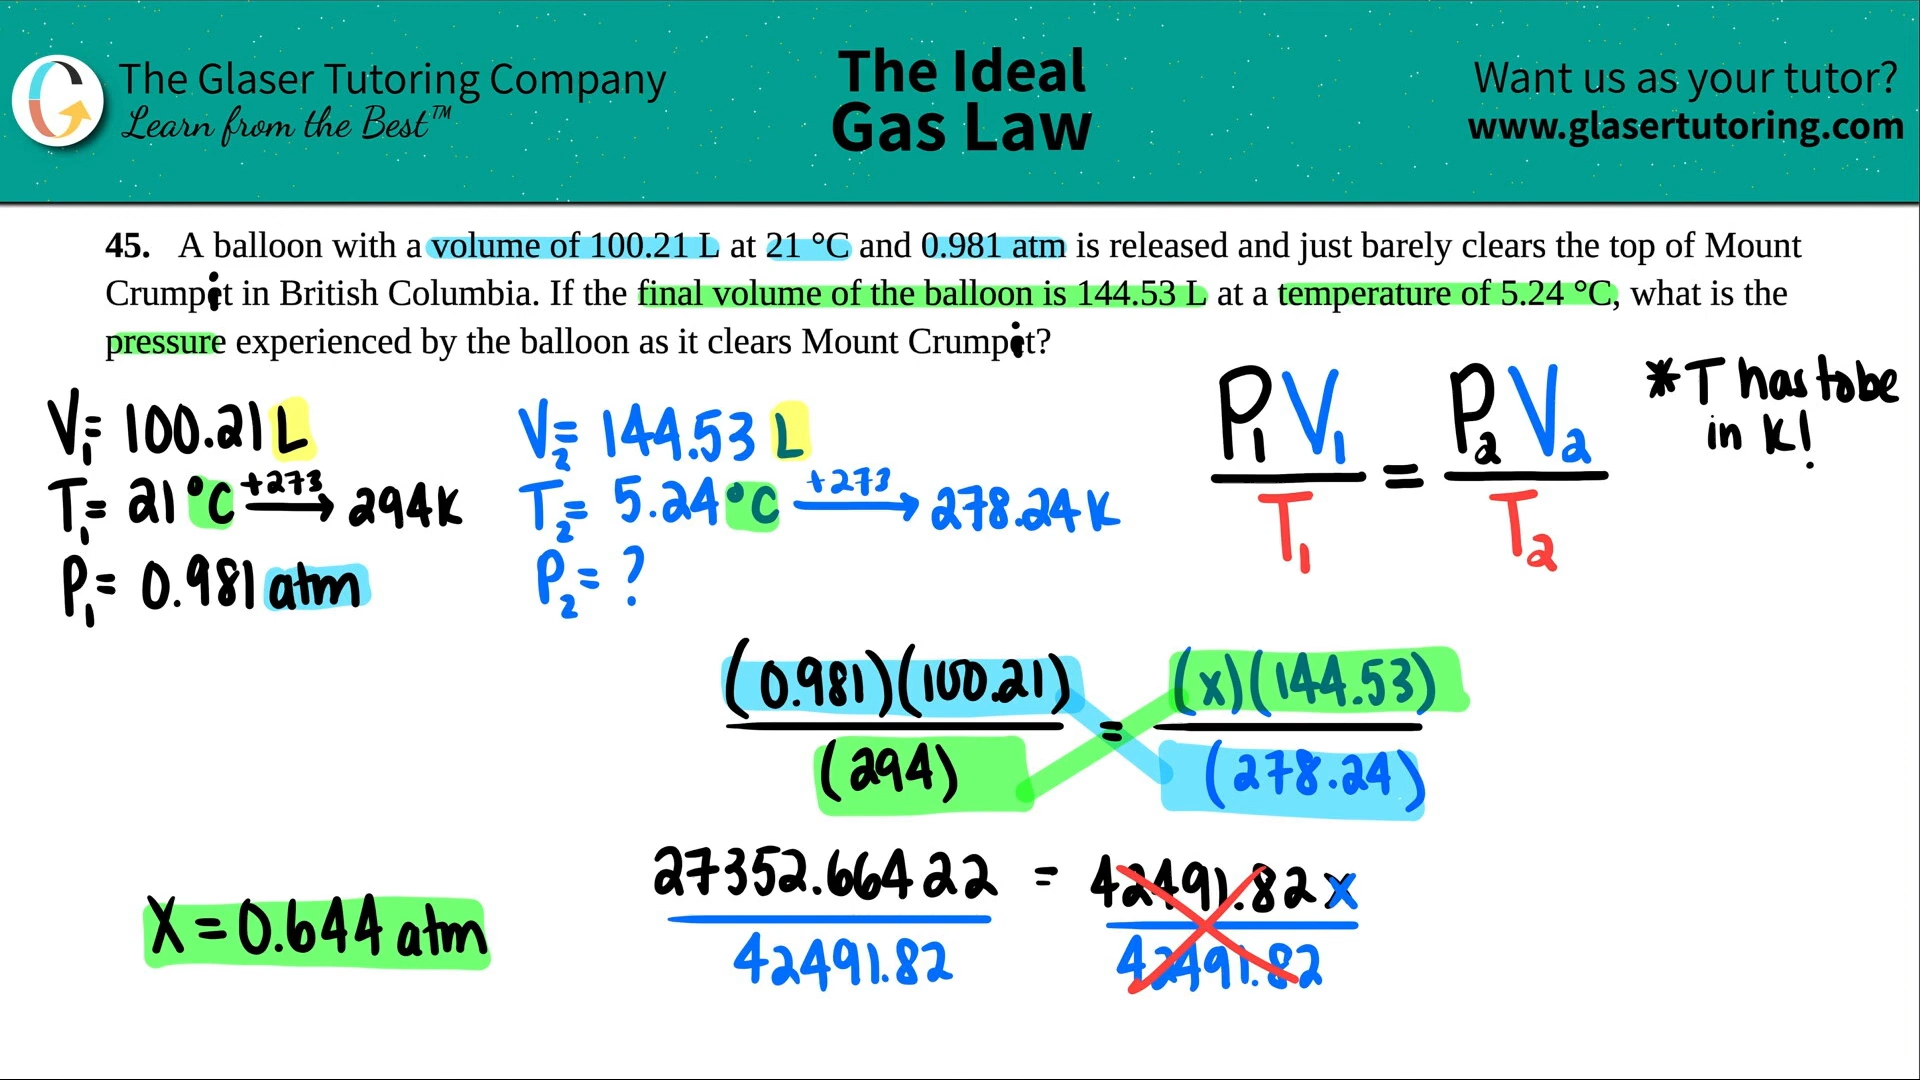 The Glaser Tutoring Company
Learn from the Best™
The Ideal
Gas Law
Want us as your tutor?
www.glasertutoring.com
45. A balloon with a volume of 100.21 L at 21 °C and 0.981 atm is released and just barely clears the top of Mount
Crumpit in British Columbia. If the final volume of the balloon is 144.53 L at a temperature of 5.24 °C, what is the
pressure experienced by the balloon as it clears Mount Crumpit?
V₁= 100.21 L
T₁= 21 °C +273 → 294K
P₁= 0.981 atm
V₂= 144.53 L
T₂= 5.24 °C +273 → 278.24 K
P₂= ?
P₁V₁ = P₂V₂
T₁ T₂
*T has to be
in K!
(0.981)(100.21) = (x)(144.53)
(294) (278.24)
27352.66422 = 42491.82x
42491.82 42491.82
X = 0.644 atm